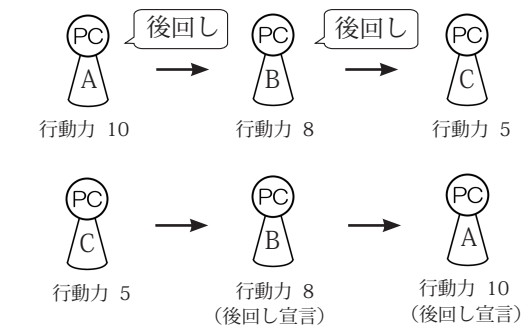 後回し 後回し
PC PC PC
A B C
行動力 10 行動力 8 行動力 5
PC PC PC
C B A
行動力 5 行動力 8 行動力 10
(後回し宣言) (後回し宣言)